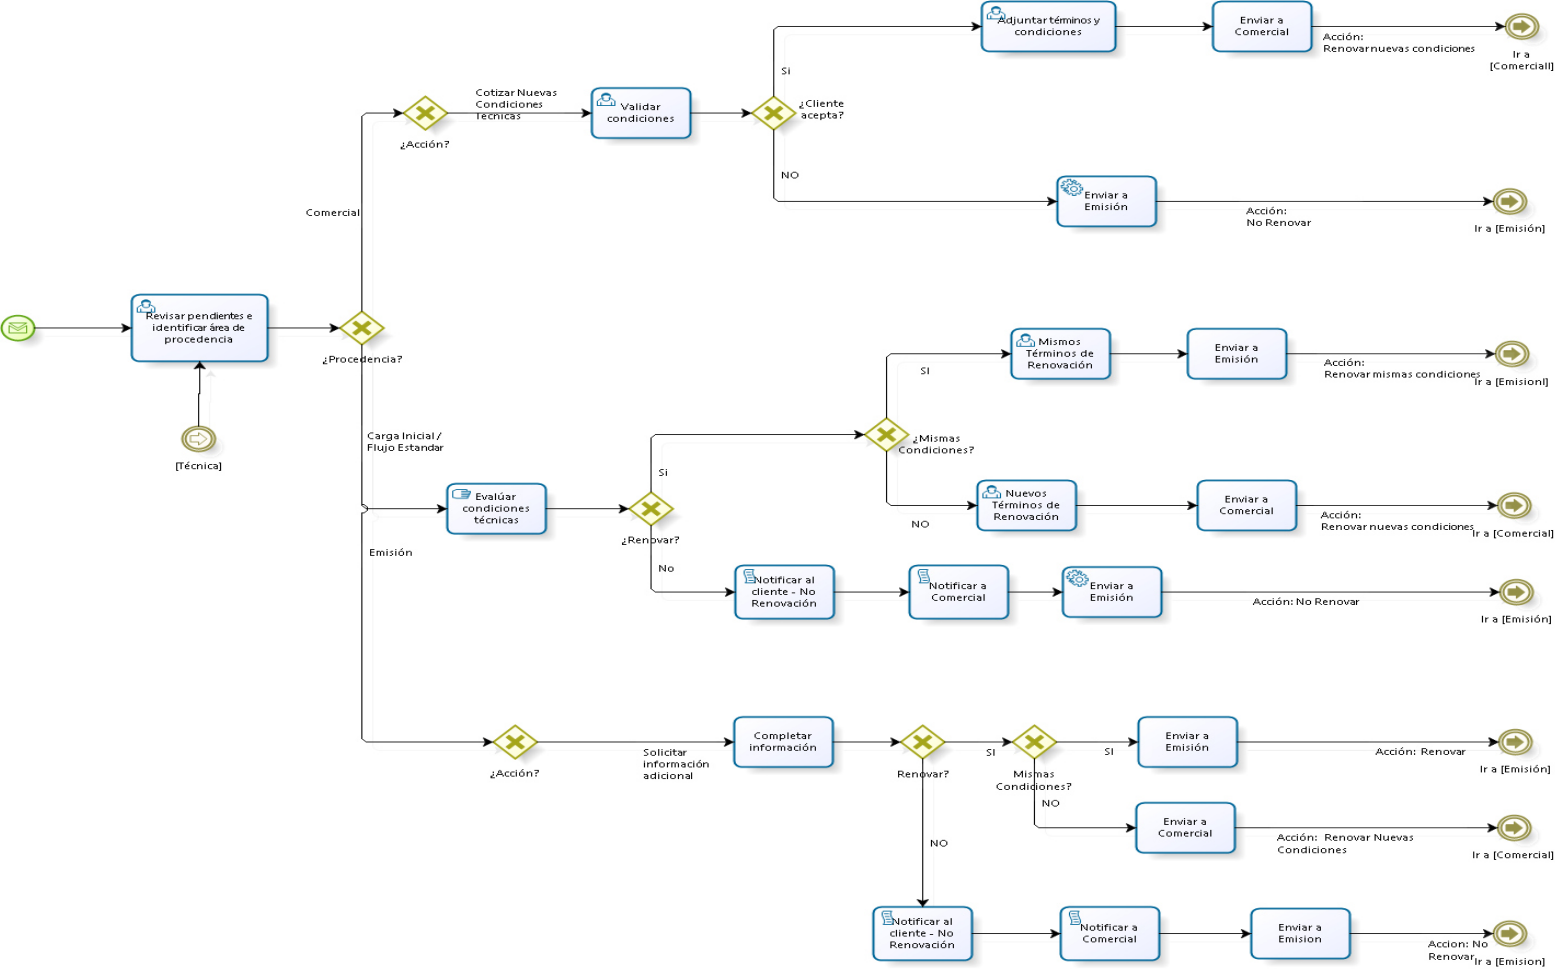 Adjuntar términos y
condiciones
Enviar a
Comercial
Acción:
Renovar nuevas condiciones
Ir a
[Comerciall]
Si
Cotizar Nuevas
Condiciones
Técnicas
¿Acción?
Validar
condiciones
¿Cliente
acepta?
NO
Enviar a
Emisión
Acción:
No Renovar
Ir a [Emisión]
Comercial
Revisar pendientes e
identificar área de
procedencia
¿Procedencia?
[Técnica]
Carga Inicial /
Flujo Estandar
Emisión
Evalúar
condiciones
técnicas
¿Renovar?
Si
No
¿Mismas
Condiciones?
SI
Mismos
Términos de
Renovación
Enviar a
Emisión
Acción:
Renovar mismas condiciones
Ir a [Emisionl]
NO
Nuevos
Términos de
Renovación
Enviar a
Comercial
Acción:
Renovar nuevas condiciones
Ir a [Comercial]
Notificar al
cliente - No
Renovación
Notificar a
Comercial
Enviar a
Emisión
Acción: No Renovar
Ir a [Emisión]
¿Acción?
Solicitar
información
adicional
Completar
información
Renovar?
SI
Mismas
Condiciones?
SI
Enviar a
Emisión
Acción: Renovar
Ir a [Emisión]
NO
Enviar a
Comercial
Acción: Renovar Nuevas
Condiciones
Ir a [Comercial]
NO
Notificar al
cliente - No
Renovación
Notificar a
Comercial
Enviar a
Emision
Accion: No
Renovar
Ir a [Emision]